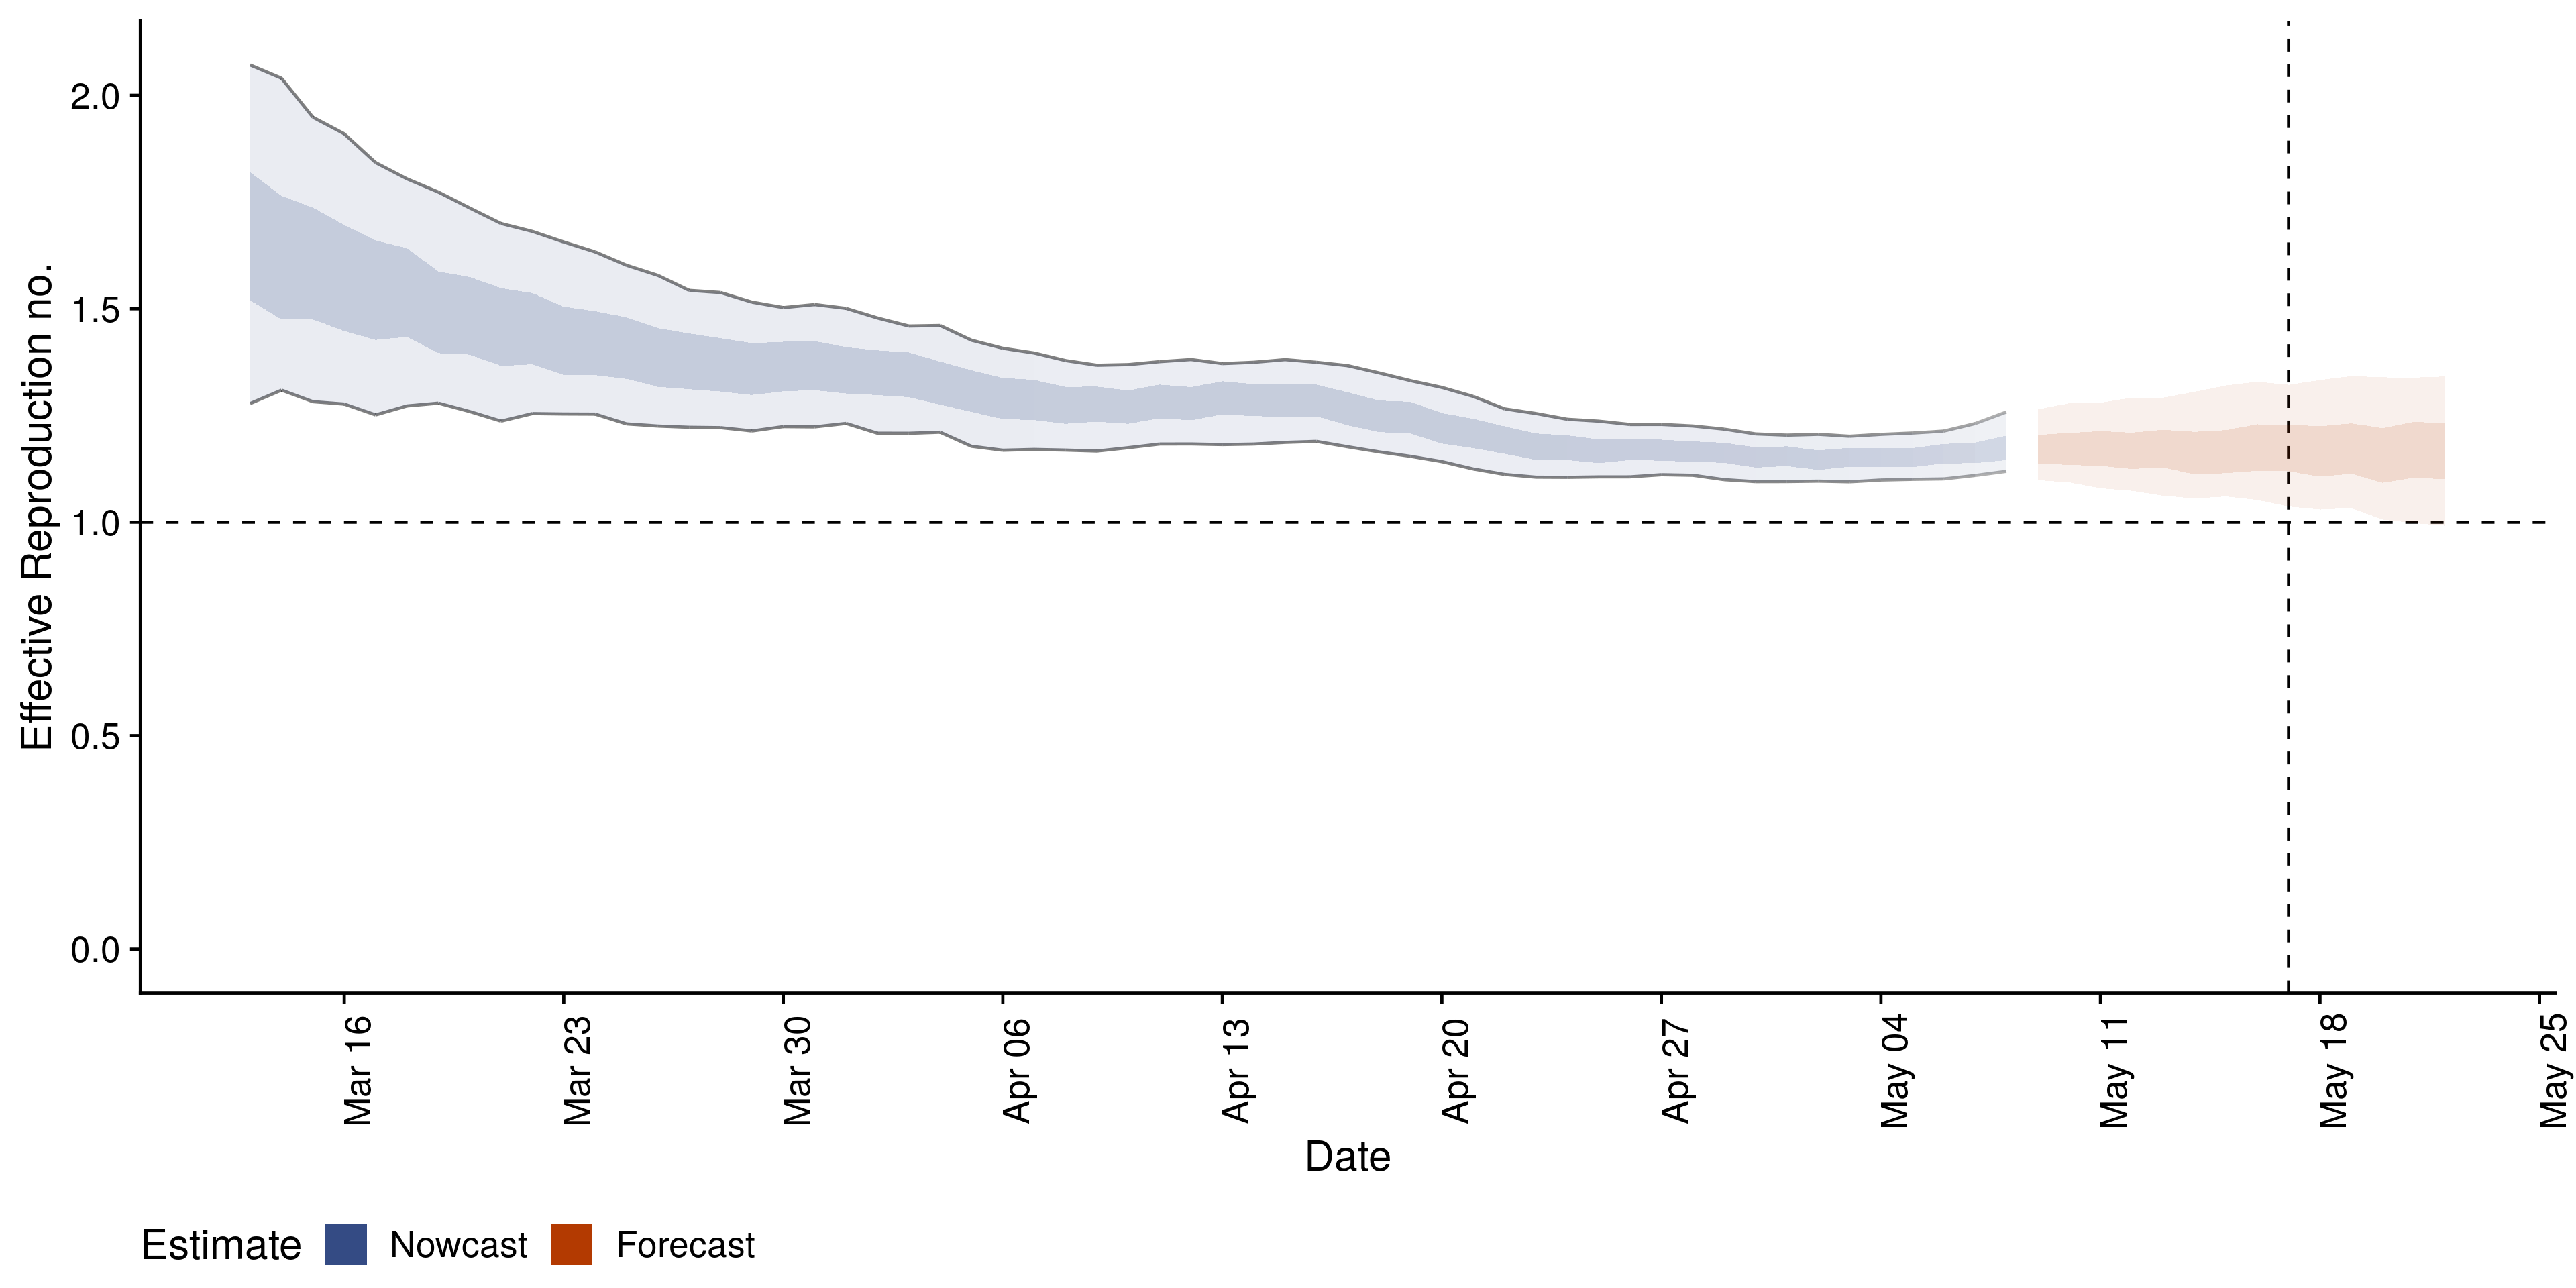 Effective Reproduction no.
2.0
1.5
1.0
0.5
0.0
Mar 16
Mar 23
Mar 30
Apr 06
Apr 13
Apr 20
Apr 27
May 04
May 11
May 18
May 25
Date
Estimate Nowcast Forecast